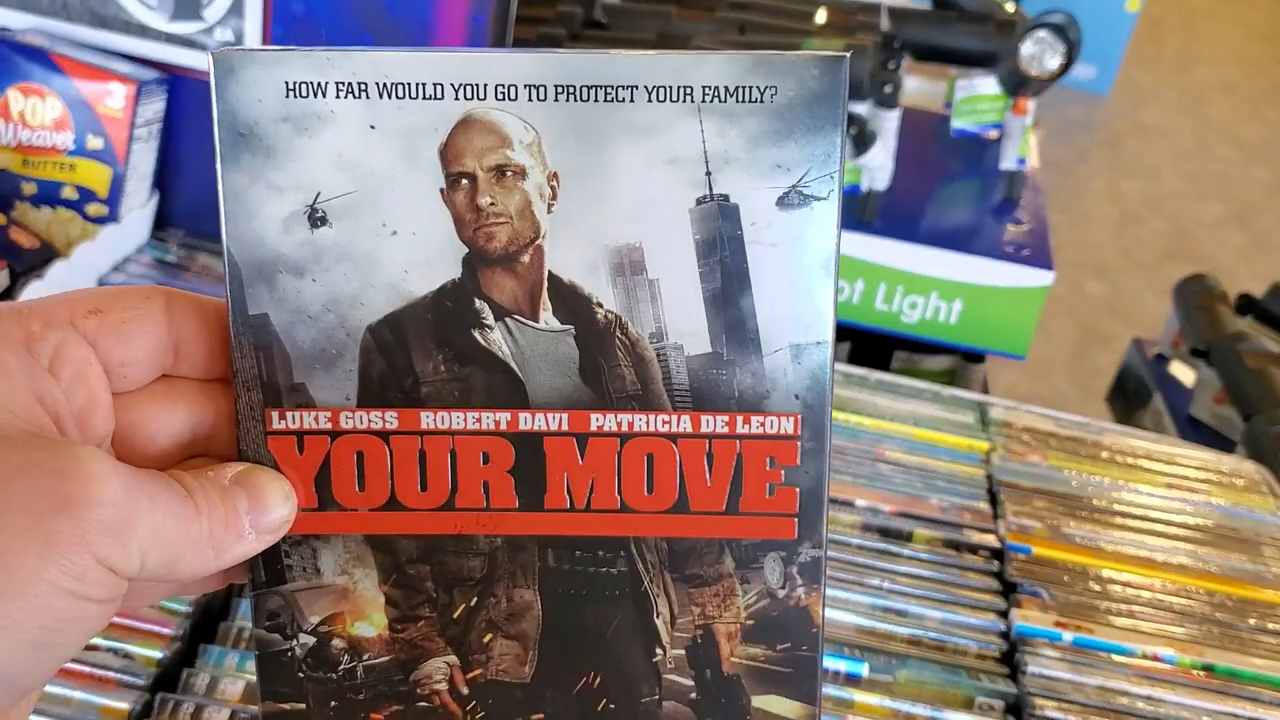 HOW FAR WOULD YOU GO TO PROTECT YOUR FAMILY?
LUKE GOSS ROBERT DAVI PATRICIA DE LEON
YOUR MOVE
POP
Weaver
BUTTER
3
ot Light